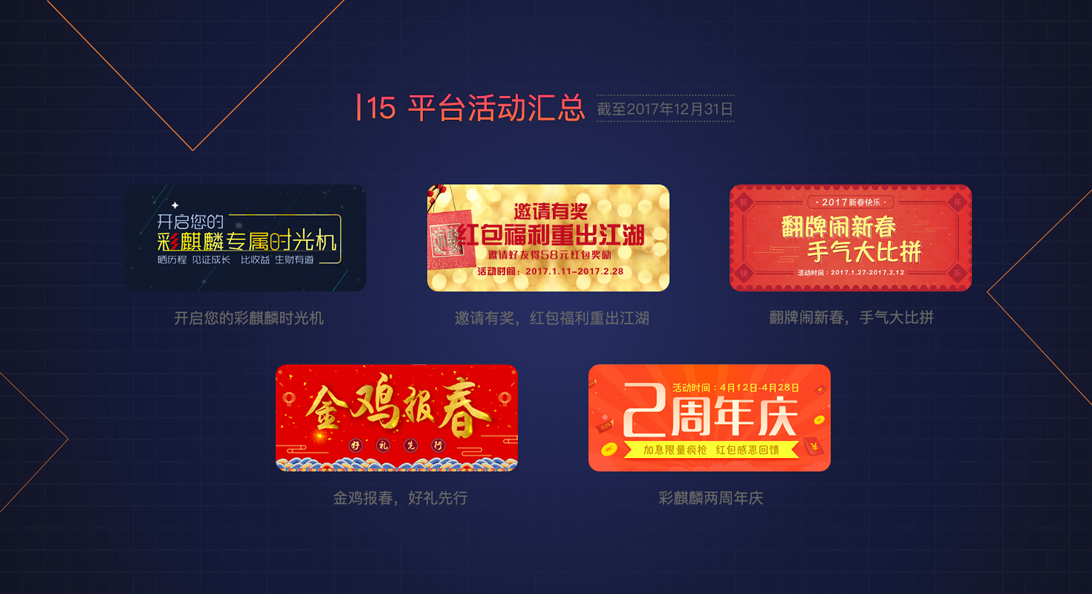 15 平台活动汇总
截至2017年12月31日
开启您的
彩麒麟专属时光机
晒历程 见证成长 比收益 生财有道
开启您的彩麒麟时光机
邀请有奖
红包福利重出江湖
邀请好友得58元红包奖励
活动时间：2017.1.11-2017.2.28
邀请有奖，红包福利重出江湖
·2017新春快乐·
翻牌闹新春
手气大比拼
活动时间：2017.1.27-2017.2.12
翻牌闹新春，手气大比拼
金鸡报春
好礼先行
金鸡报春，好礼先行
活动时间：4月12日-4月28日
2周年庆
加息限量疯抢 红包感恩回馈
彩麒麟两周年庆